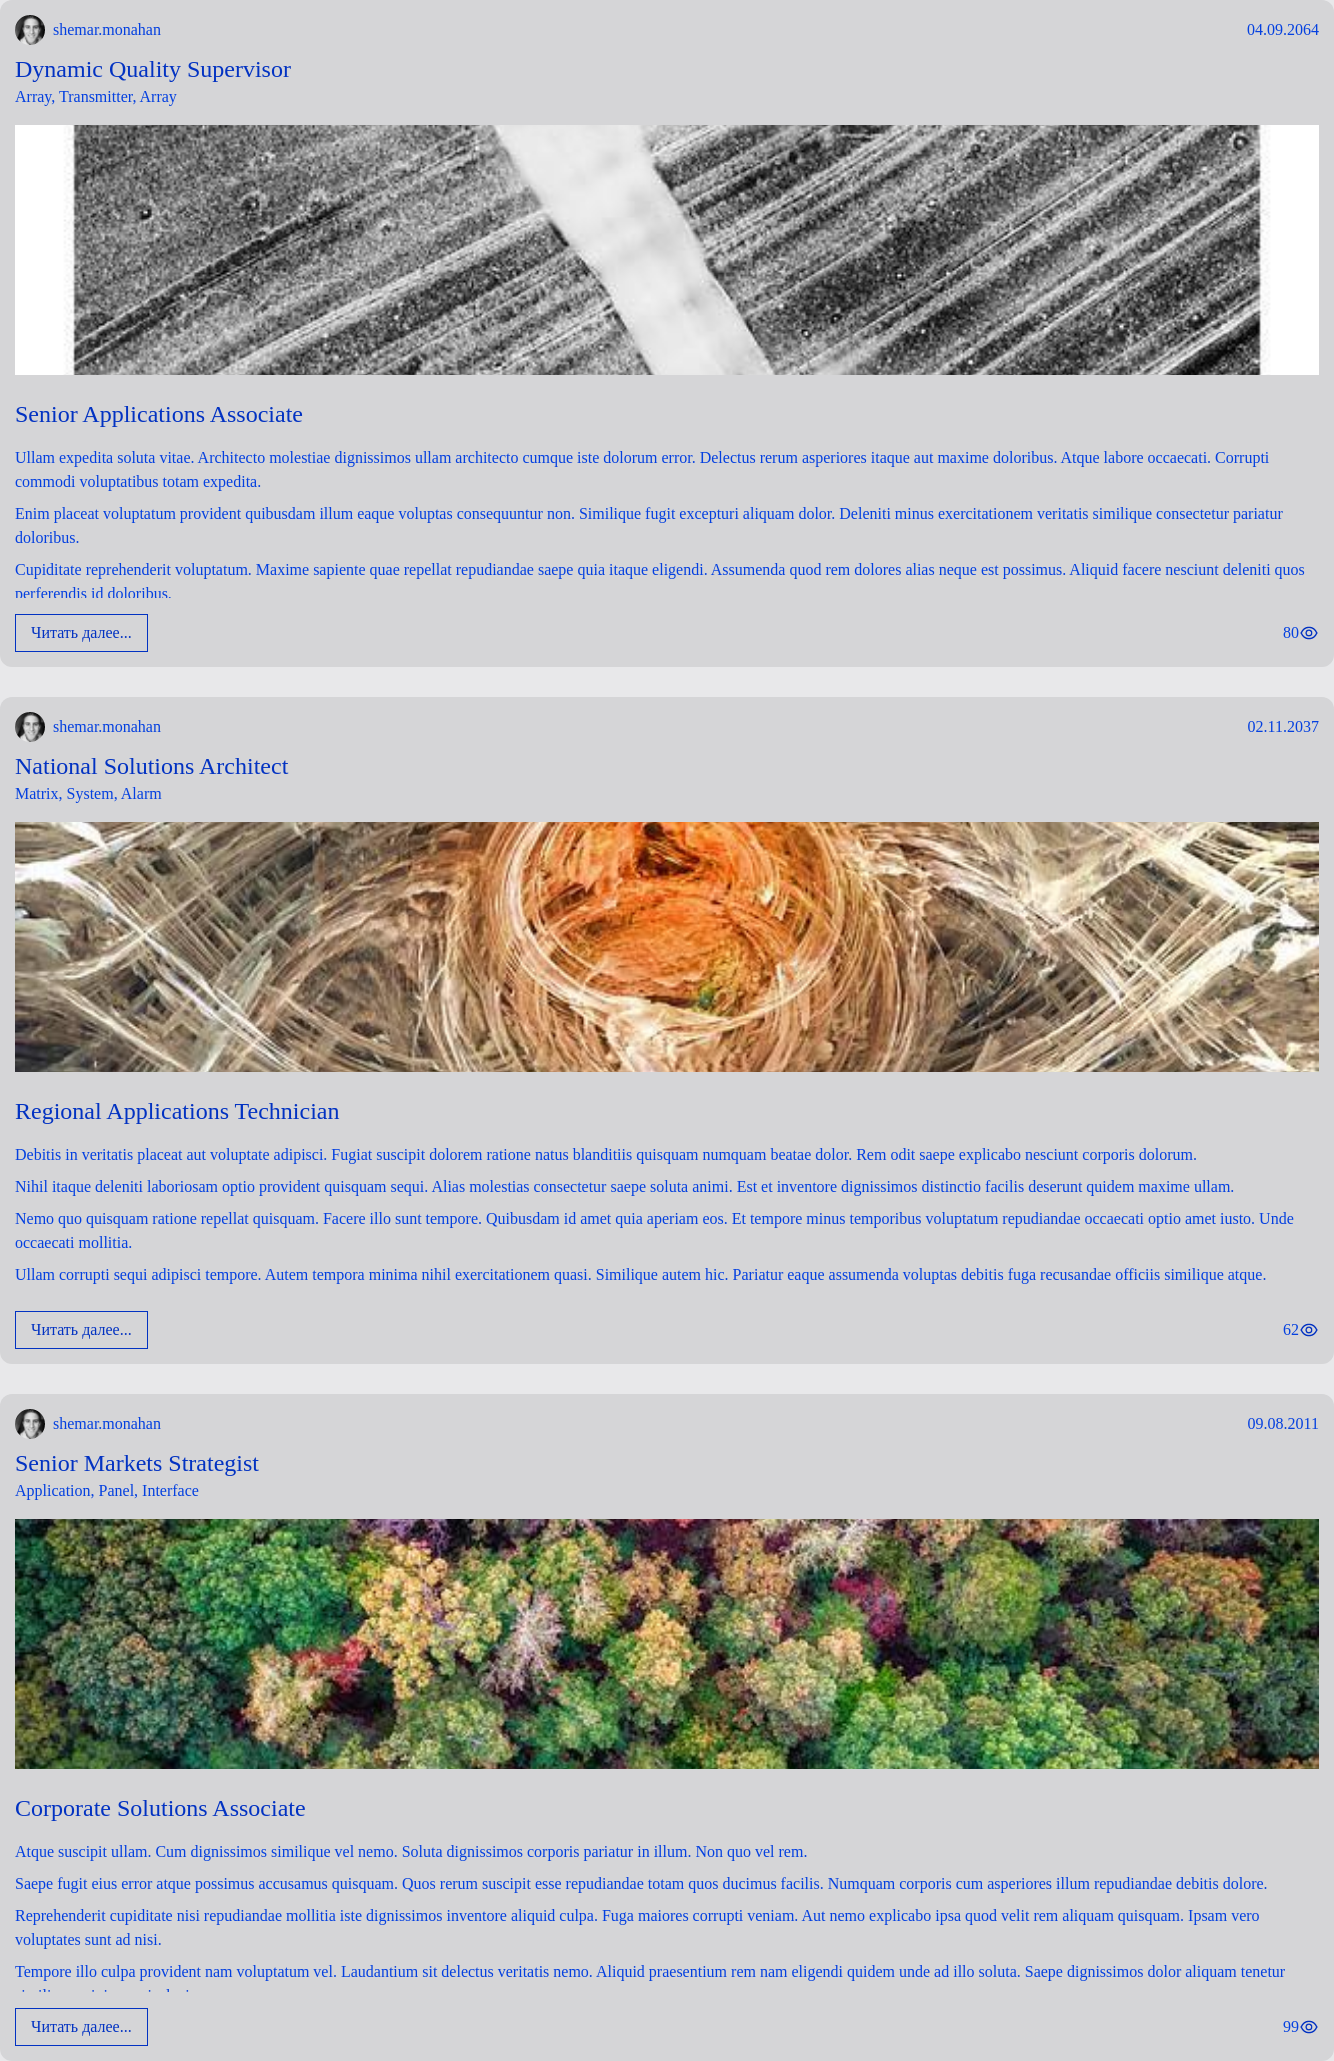 shemar.monahan
04.09.2064
Dynamic Quality Supervisor
Array, Transmitter, Array
Senior Applications Associate
Ullam expedita soluta vitae. Architecto molestiae dignissimos ullam architecto cumque iste dolorum error. Delectus rerum asperiores itaque aut maxime doloribus. Atque labore occaecati. Corrupti
commodi voluptatibus totam expedita.
Enim placeat voluptatum provident quibusdam illum eaque voluptas consequuntur non. Similique fugit excepturi aliquam dolor. Deleniti minus exercitationem veritatis similique consectetur pariatur
doloribus.
Cupiditate reprehenderit voluptatum. Maxime sapiente quae repellat repudiandae saepe quia itaque eligendi. Assumenda quod rem dolores alias neque est possimus. Aliquid facere nesciunt deleniti quos
perferendis id doloribus.
Читать далее...
80
shemar.monahan
02.11.2037
National Solutions Architect
Matrix, System, Alarm
Regional Applications Technician
Debitis in veritatis placeat aut voluptate adipisci. Fugiat suscipit dolorem ratione natus blanditiis quisquam numquam beatae dolor. Rem odit saepe explicabo nesciunt corporis dolorum.
Nihil itaque deleniti laboriosam optio provident quisquam sequi. Alias molestias consectetur saepe soluta animi. Est et inventore dignissimos distinctio facilis deserunt quidem maxime ullam.
Nemo quo quisquam ratione repellat quisquam. Facere illo sunt tempore. Quibusdam id amet quia aperiam eos. Et tempore minus temporibus voluptatum repudiandae occaecati optio amet iusto. Unde
occaecati mollitia.
Ullam corrupti sequi adipisci tempore. Autem tempora minima nihil exercitationem quasi. Similique autem hic. Pariatur eaque assumenda voluptas debitis fuga recusandae officiis similique atque.
Читать далее...
62
shemar.monahan
09.08.2011
Senior Markets Strategist
Application, Panel, Interface
Corporate Solutions Associate
Atque suscipit ullam. Cum dignissimos similique vel nemo. Soluta dignissimos corporis pariatur in illum. Non quo vel rem.
Saepe fugit eius error atque possimus accusamus quisquam. Quos rerum suscipit esse repudiandae totam quos ducimus facilis. Numquam corporis cum asperiores illum repudiandae debitis dolore.
Reprehenderit cupiditate nisi repudiandae mollitia iste dignissimos inventore aliquid culpa. Fuga maiores corrupti veniam. Aut nemo explicabo ipsa quod velit rem aliquam quisquam. Ipsam vero
voluptates sunt ad nisi.
Tempore illo culpa provident nam voluptatum vel. Laudantium sit delectus veritatis nemo. Aliquid praesentium rem nam eligendi quidem unde ad illo soluta. Saepe dignissimos dolor aliquam tenetur
Читать далее...
99